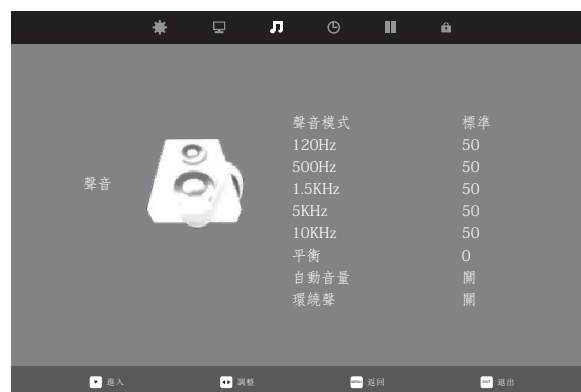 聲音
聲音模式 標準
120Hz 50
500Hz 50
1.5KHz 50
5KHz 50
10KHz 50
平衡 0
自動音量 關
環繞聲 關
進入 調整 MENU 返回 EXIT 退出